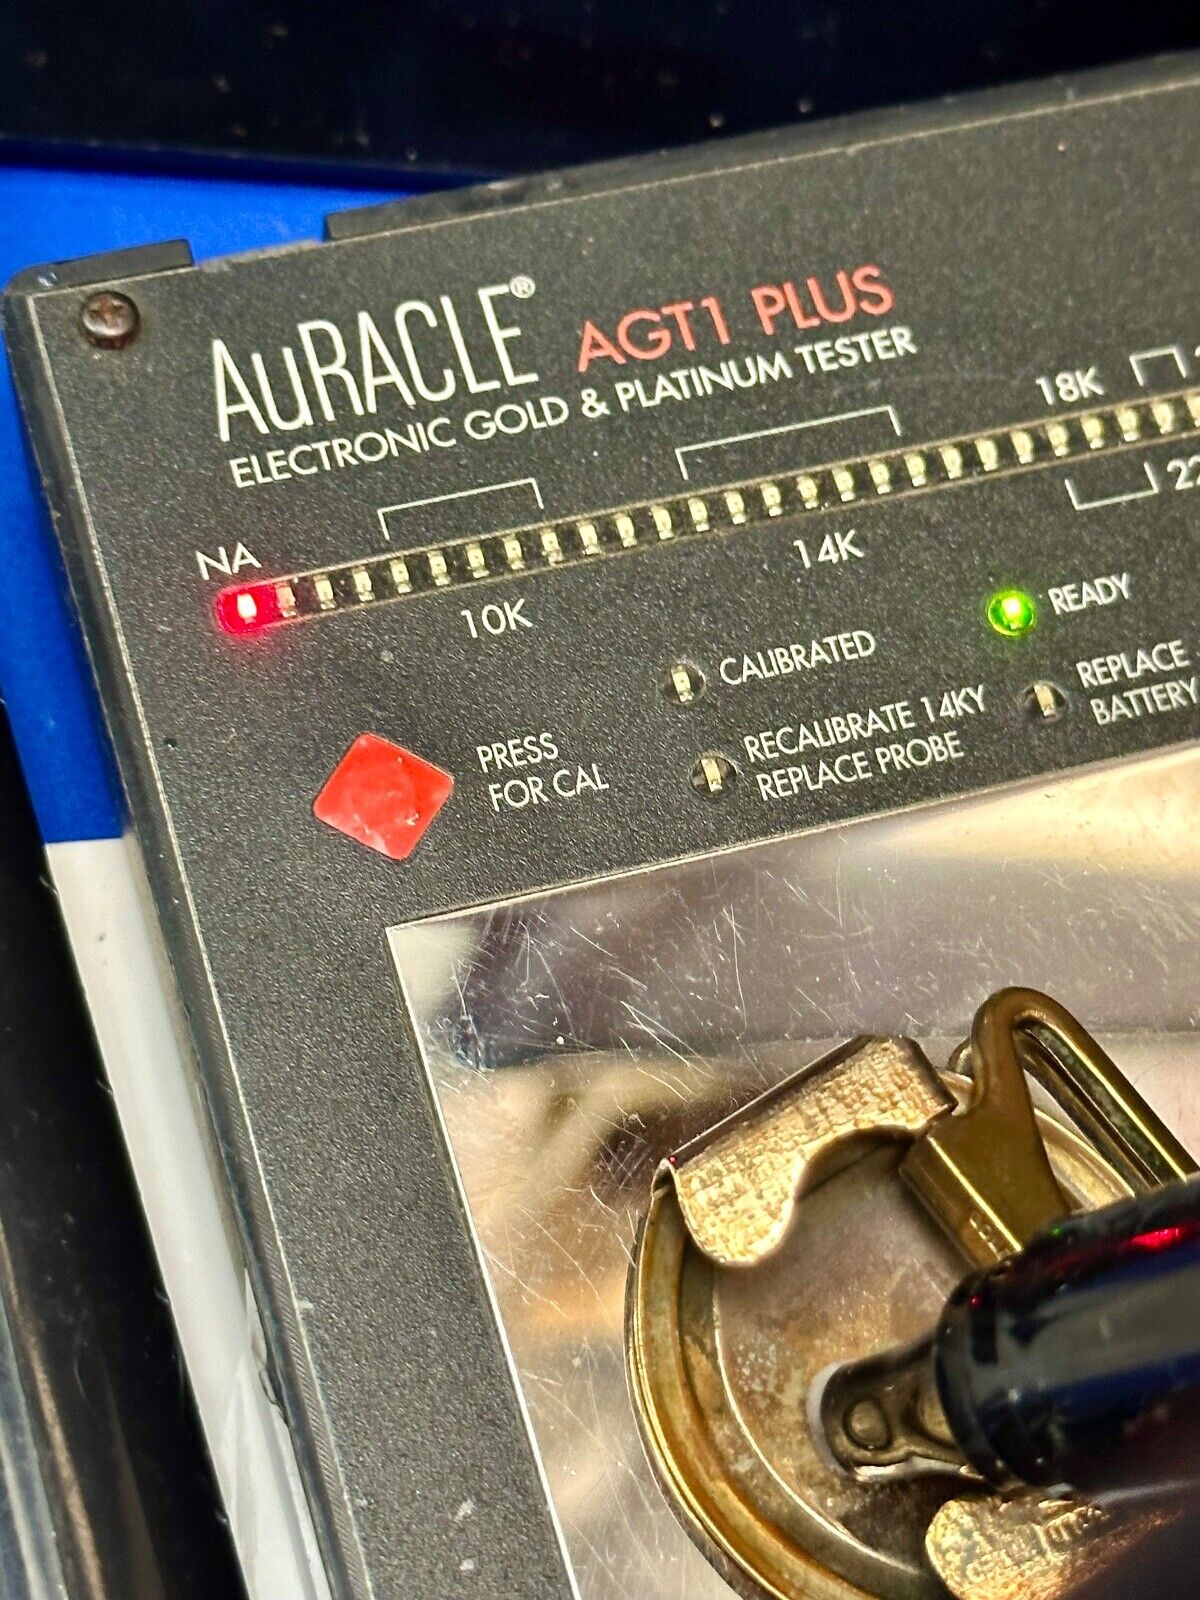 AuRACLE® AGT1 PLUS
ELECTRONIC GOLD & PLATINUM TESTER
18K
NA
10K
14K
22
READY
CALIBRATED
REPLACE
BATTERY
RECALIBRATE 14KY
REPLACE PROBE
PRESS
FOR CAL